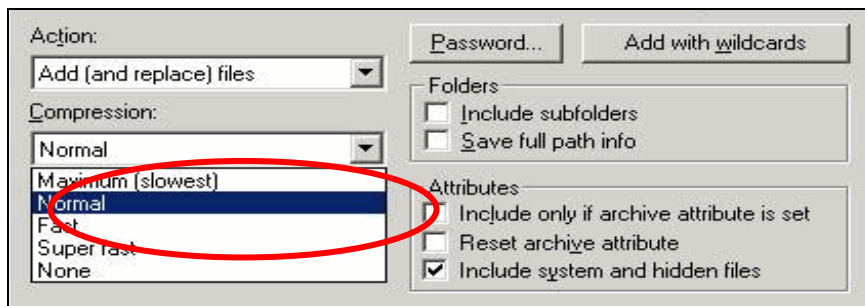 Action:
Add (and replace) files
Compression:
Normal
Maximum (slowest)
Normal
Fast
Super fast
None
Password...
Add with wildcards
Folders
Include subfolders
Save full path info
Attributes
Include only if archive attribute is set
Reset archive attribute
Include system and hidden files